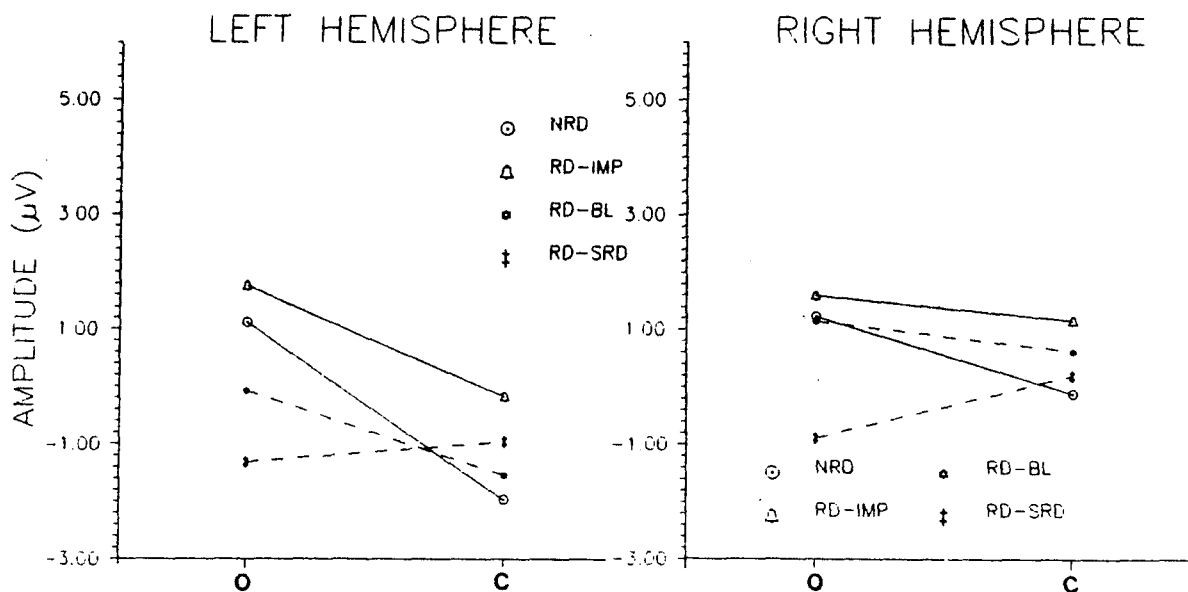 LEFT HEMISPHERE
AMPLITUDE (μV)
5.00
3.00
1.00
-1.00
-3.00
NRD
RD-IMP
RD-BL
RD-SRD
O
C
RIGHT HEMISPHERE
5.00
3.00
1.00
-1.00
-3.00
NRD
RD-BL
RD-IMP
RD-SRD
O
C